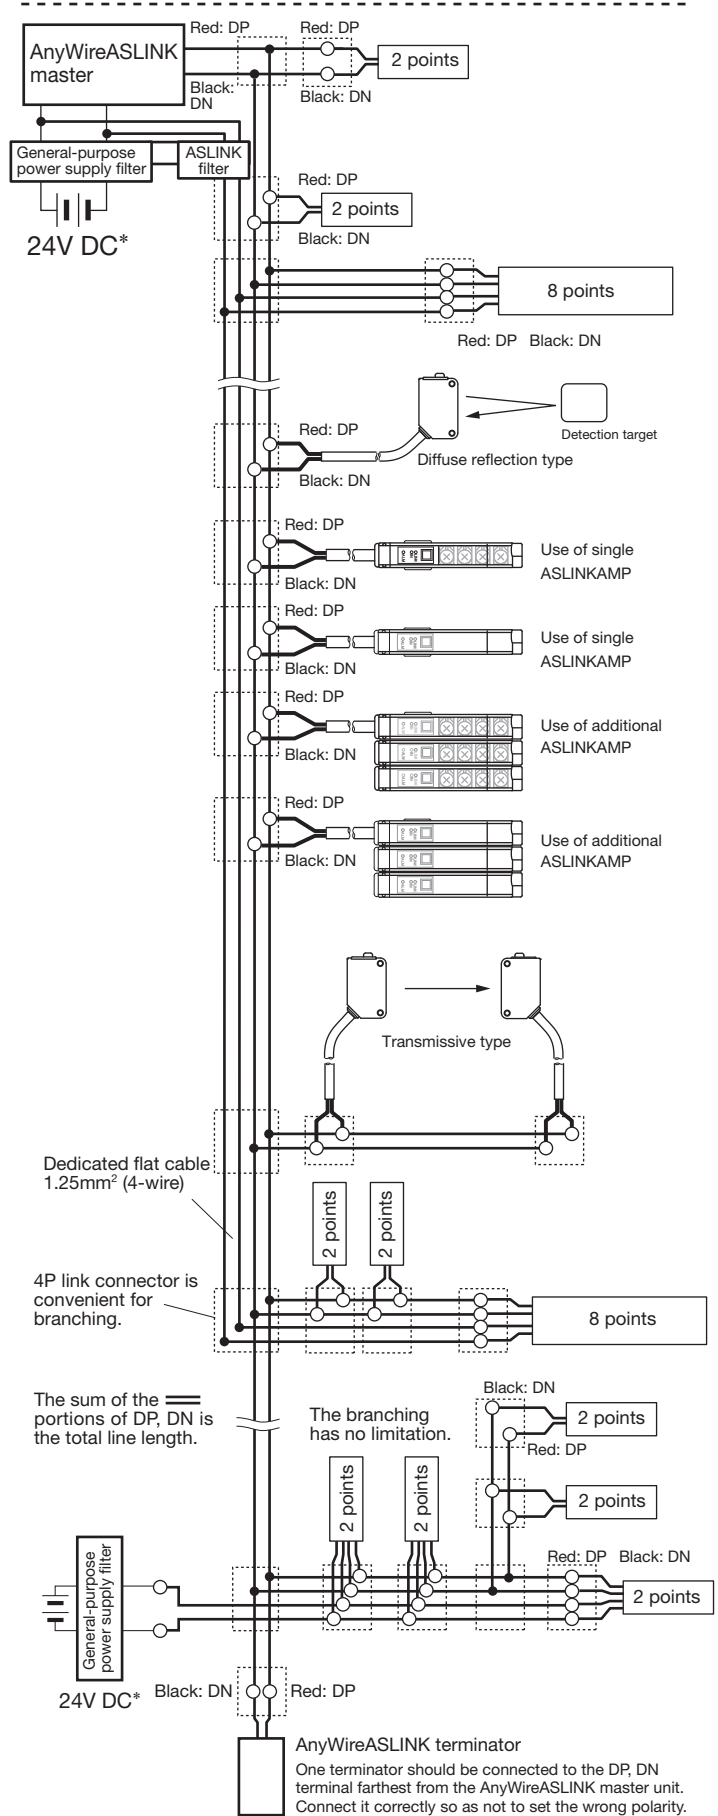 Red: DP
Red: DP
AnyWireASLINK
master
2 points
Black:
DN
Black: DN
General-purpose
power supply filter
ASLINK
filter
Red: DP
2 points
Black: DN
24V DC*
8 points
Red: DP Black: DN
Red: DP
Detection target
Diffuse reflection type
Black: DN
Red: DP
Use of single
ASLINKAMP
Black: DN
Red: DP
Use of single
ASLINKAMP
Black: DN
Red: DP
Use of additional
ASLINKAMP
Black: DN
Red: DP
Use of additional
ASLINKAMP
Black: DN
Transmissive type
Dedicated flat cable
1.25mm² (4-wire)
2 points
2 points
4P link connector is
convenient for
branching.
8 points
The sum of the
portions of DP, DN is
the total line length.
The branching
has no limitation.
Black: DN
2 points
Red: DP
2 points
2 points
2 points
Red: DP Black: DN
2 points
General-purpose
power supply filter
24V DC*
Black: DN
Red: DP
AnyWireASLINK terminator
One terminator should be connected to the DP, DN
terminal farthest from the AnyWireASLINK master unit.
Connect it correctly so as not to set the wrong polarity.